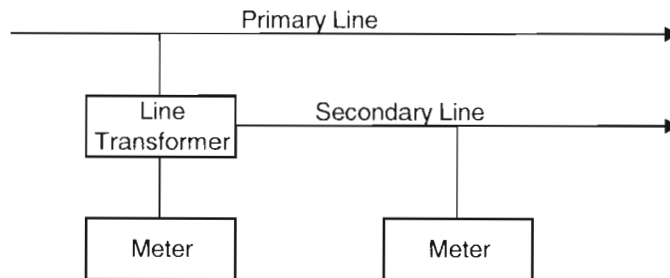 Primary Line
Line
Transformer
Secondary Line
Meter
Meter